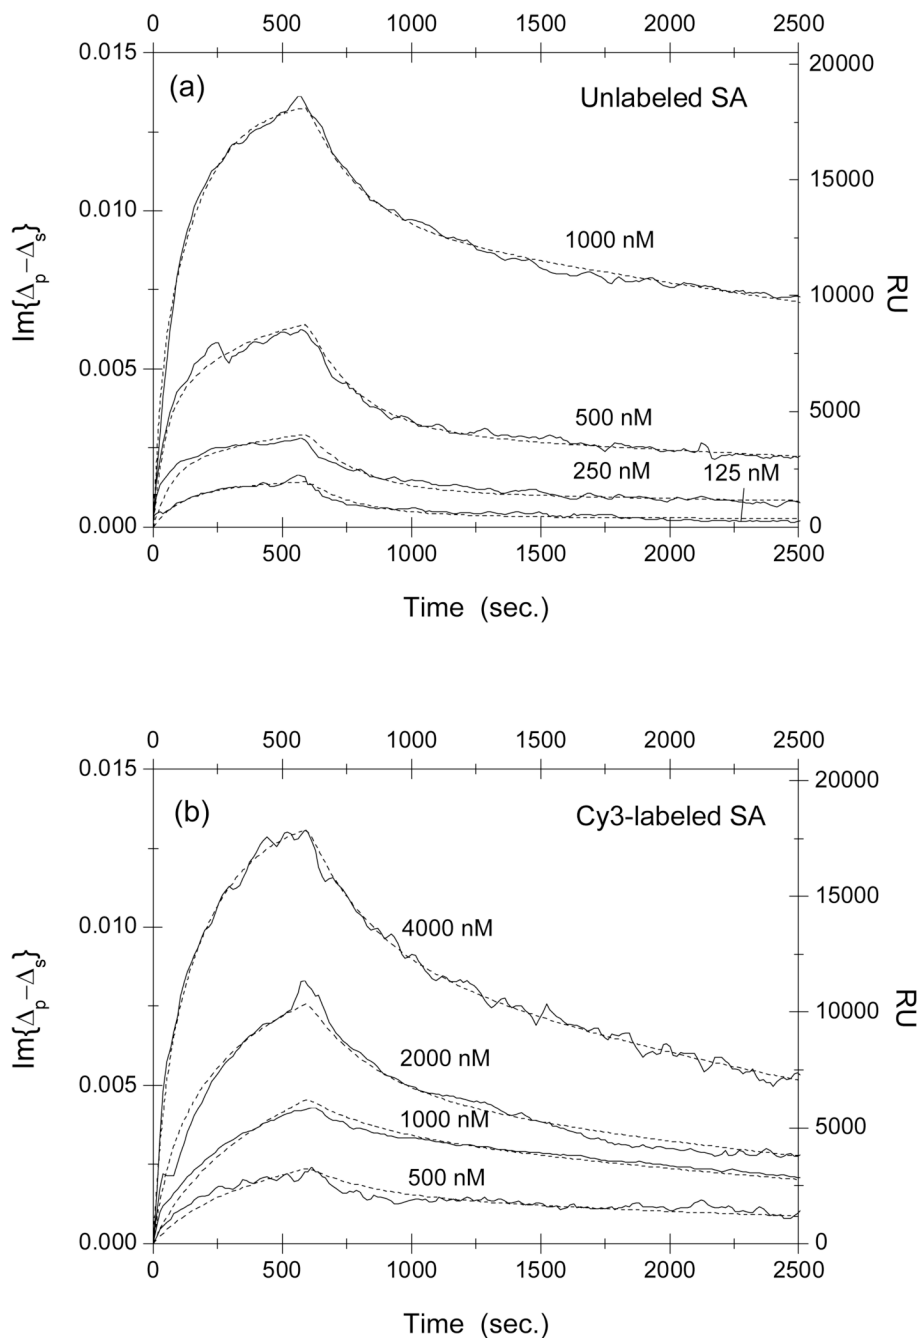 0 500 1000 1500 2000 2500
0.015 20000
(a) Unlabeled SA
15000
0.010
1000 nM
Im{Δp−Δs} RU
10000
0.005
500 nM 5000
250 nM 125 nM
0.000 0
0 500 1000 1500 2000 2500
Time (sec.)
0 500 1000 1500 2000 2500
0.015 20000
(b) Cy3-labeled SA
15000
0.010 4000 nM
Im{Δp−Δs} RU
10000
2000 nM
0.005
1000 nM 5000
500 nM
0.000 0
0 500 1000 1500 2000 2500
Time (sec.)